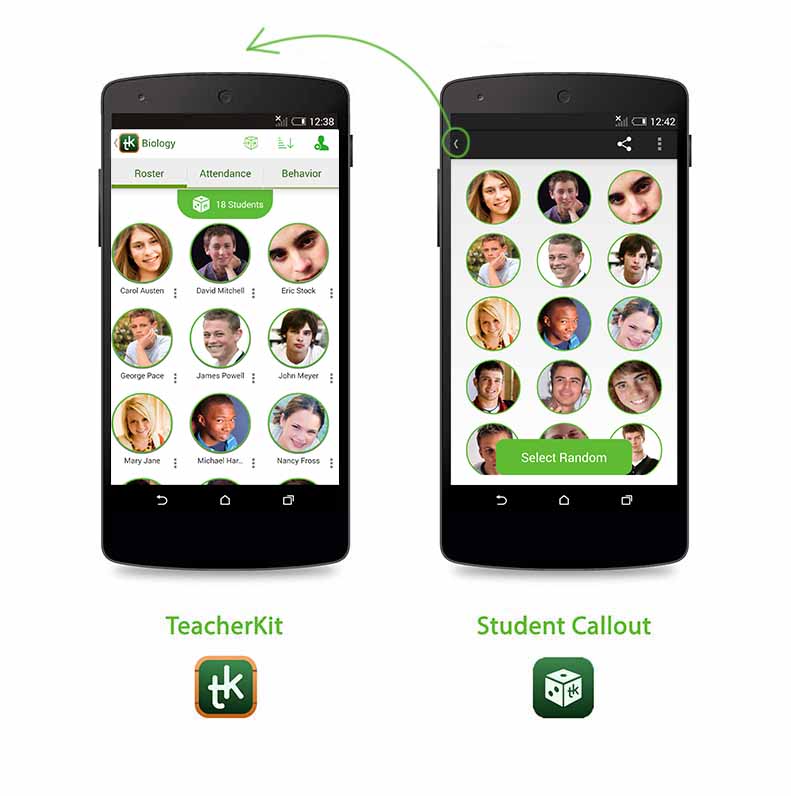 12:38
tk Biology
Roster Attendance Behavior
18 Students
Carol Austen David Mitchell Eric Stock
George Pace James Powell John Meyer
Mary Jane Michael Har.. Nancy Fross
12:42
Select Random
TeacherKit
tk
Student Callout
tk